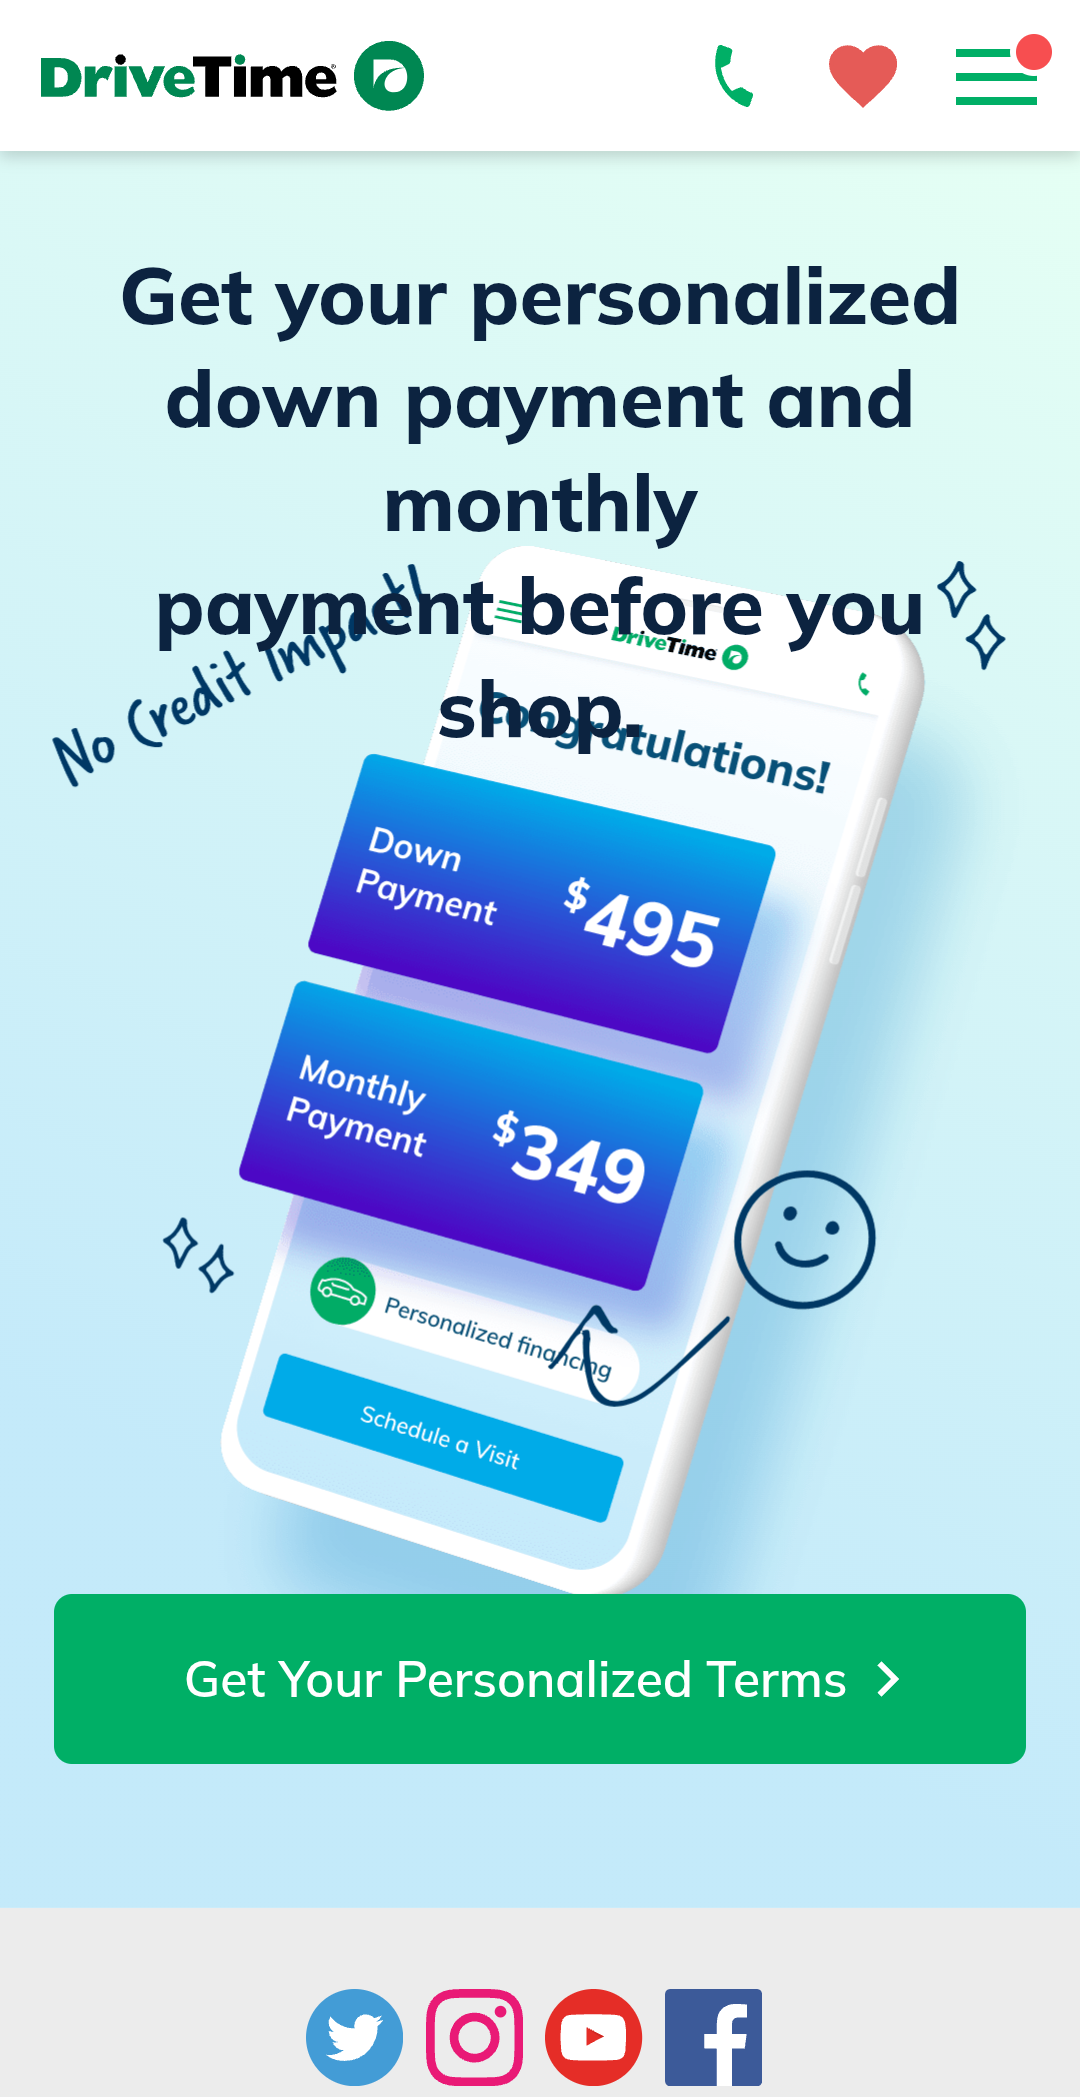 DriveTime
Get your personalized
down payment and
monthly
payment before you
shop.
No Credit Impact!
DriveTime
Congratulations!
Down
Payment
$495
Monthly
Payment
$349
Personalized financing
Schedule a Visit
Get Your Personalized Terms